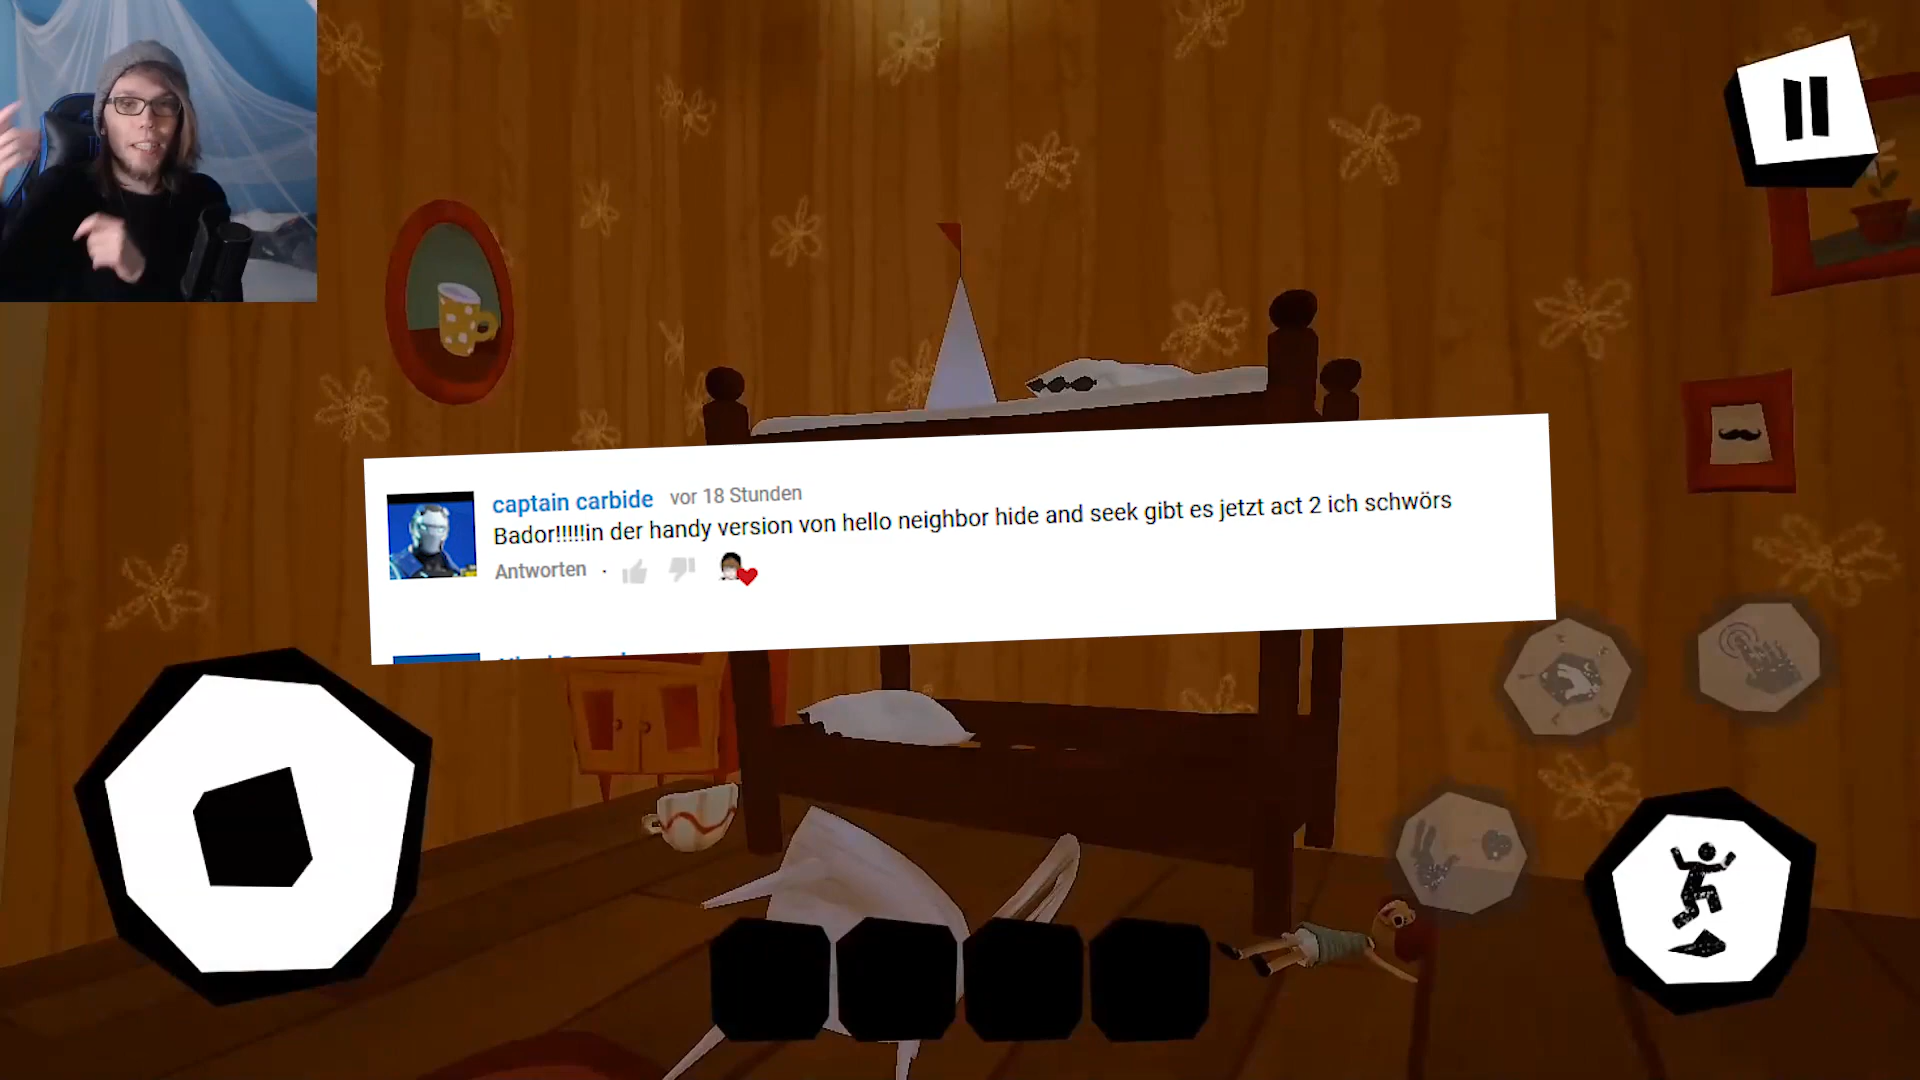 captain carbide vor 18 Stunden
Bador!!!!!in der handy version von hello neighbor hide and seek gibt es jetzt act 2 ich schwörs
Antworten ·